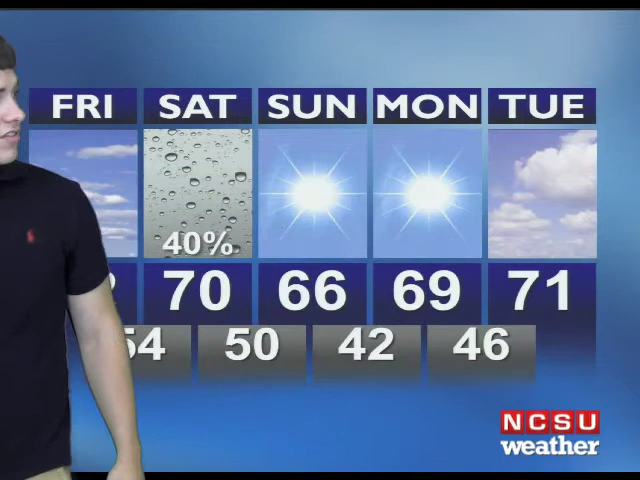 FRI SAT SUN MON TUE
40%
70 66 69 71
54 50 42 46
NCSU
weather